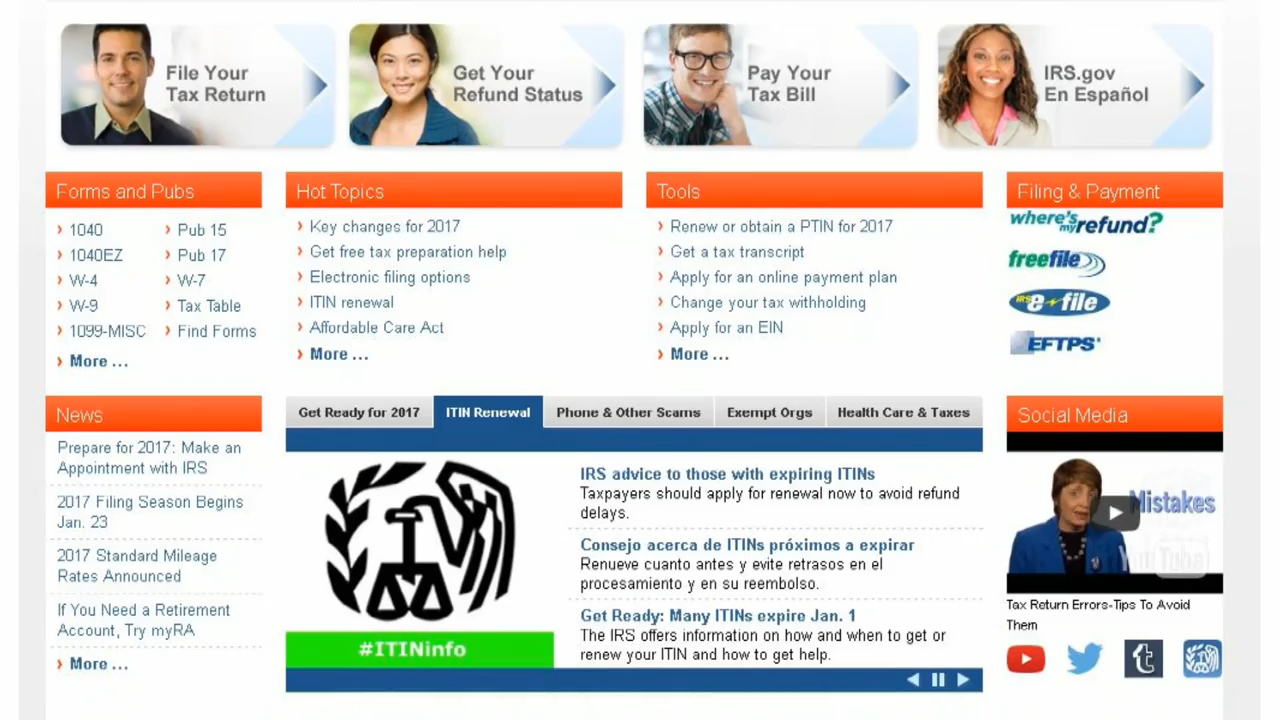 File Your
Tax Return
Get Your
Refund Status
Pay Your
Tax Bill
IRS.gov
En Español
Forms and Pubs
1040
Pub 15
1040EZ
Pub 17
W-4
W-7
W-9
Tax Table
1099-MISC
Find Forms
More ...
Hot Topics
Key changes for 2017
Get free tax preparation help
Electronic filing options
ITIN renewal
Affordable Care Act
More ...
Tools
Renew or obtain a PTIN for 2017
Get a tax transcript
Apply for an online payment plan
Change your tax withholding
Apply for an EIN
More ...
Filing & Payment
where's my refund?
freefile
IRS e-file
EFTPS
News
Prepare for 2017: Make an
Appointment with IRS
2017 Filing Season Begins
Jan. 23
2017 Standard Mileage
Rates Announced
If You Need a Retirement
Account, Try myRA
More ...
Get Ready for 2017
ITIN Renewal
Phone & Other Scams
Exempt Orgs
Health Care & Taxes
#ITINinfo
IRS advice to those with expiring ITINs
Taxpayers should apply for renewal now to avoid refund
delays.
Consejo acerca de ITINs próximos a expirar
Renueve cuanto antes y evite retrasos en el
procesamiento y en su reembolso.
Get Ready: Many ITINs expire Jan. 1
The IRS offers information on how and when to get or
renew your ITIN and how to get help.
Social Media
Mistakes
YouTube
Tax Return Errors-Tips To Avoid
Them
t